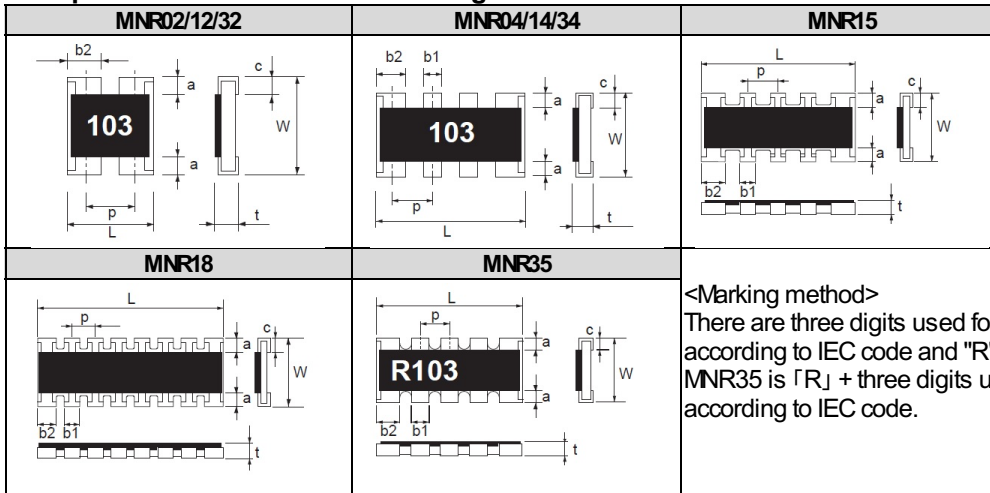 MNR02/12/32
MNR04/14/34
MNR15
b2
c
a
103
W
a
p
L
t
b2 b1
c
a
103
W
a
p
L
t
L
p
c
a
W
a
b2 b1
t
MNR18
MNR35
L
p
c
a
W
a
b2 b1
t
L
p
c
a
R103
W
a
b2 b1
t
<Marking method>
There are three digits used fo
according to IEC code and "R"
MNR35 is ｢R｣ + three digits u
according to IEC code.